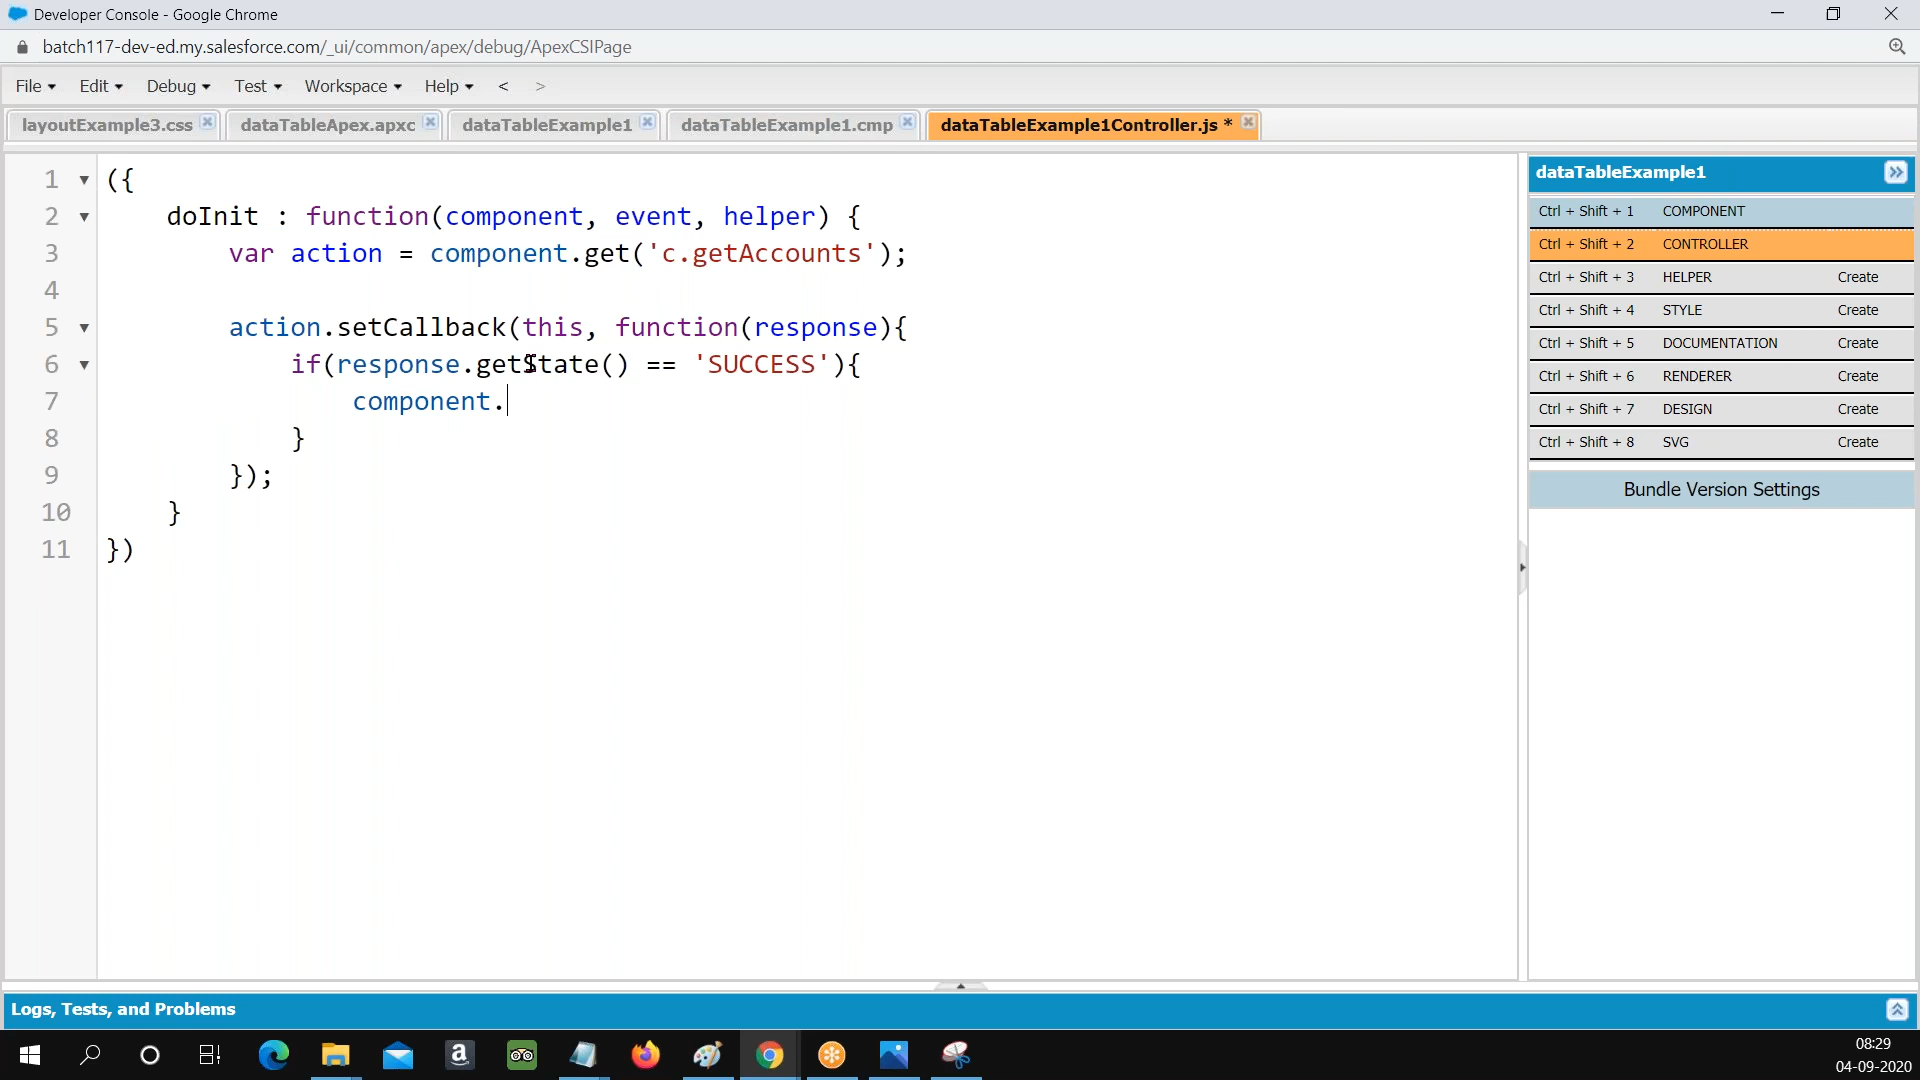 Developer Console - Google Chrome
batch117-dev-ed.my.salesforce.com/_ui/common/apex/debug/ApexCSIPage
File Edit Debug Test Workspace Help < >
layoutExample3.css dataTableApex.apxc dataTableExample1 dataTableExample1.cmp dataTableExample1Controller.js *
1 ({
2 doInit : function(component, event, helper) {
3 var action = component.get('c.getAccounts');
4
5 action.setCallback(this, function(response){
6 if(response.getState() == 'SUCCESS'){
7 component.
8 }
9 });
10 }
11 })
dataTableExample1
Ctrl + Shift + 1 COMPONENT
Ctrl + Shift + 2 CONTROLLER
Ctrl + Shift + 3 HELPER Create
Ctrl + Shift + 4 STYLE Create
Ctrl + Shift + 5 DOCUMENTATION Create
Ctrl + Shift + 6 RENDERER Create
Ctrl + Shift + 7 DESIGN Create
Ctrl + Shift + 8 SVG Create
Bundle Version Settings
Logs, Tests, and Problems
08:29
04-09-2020